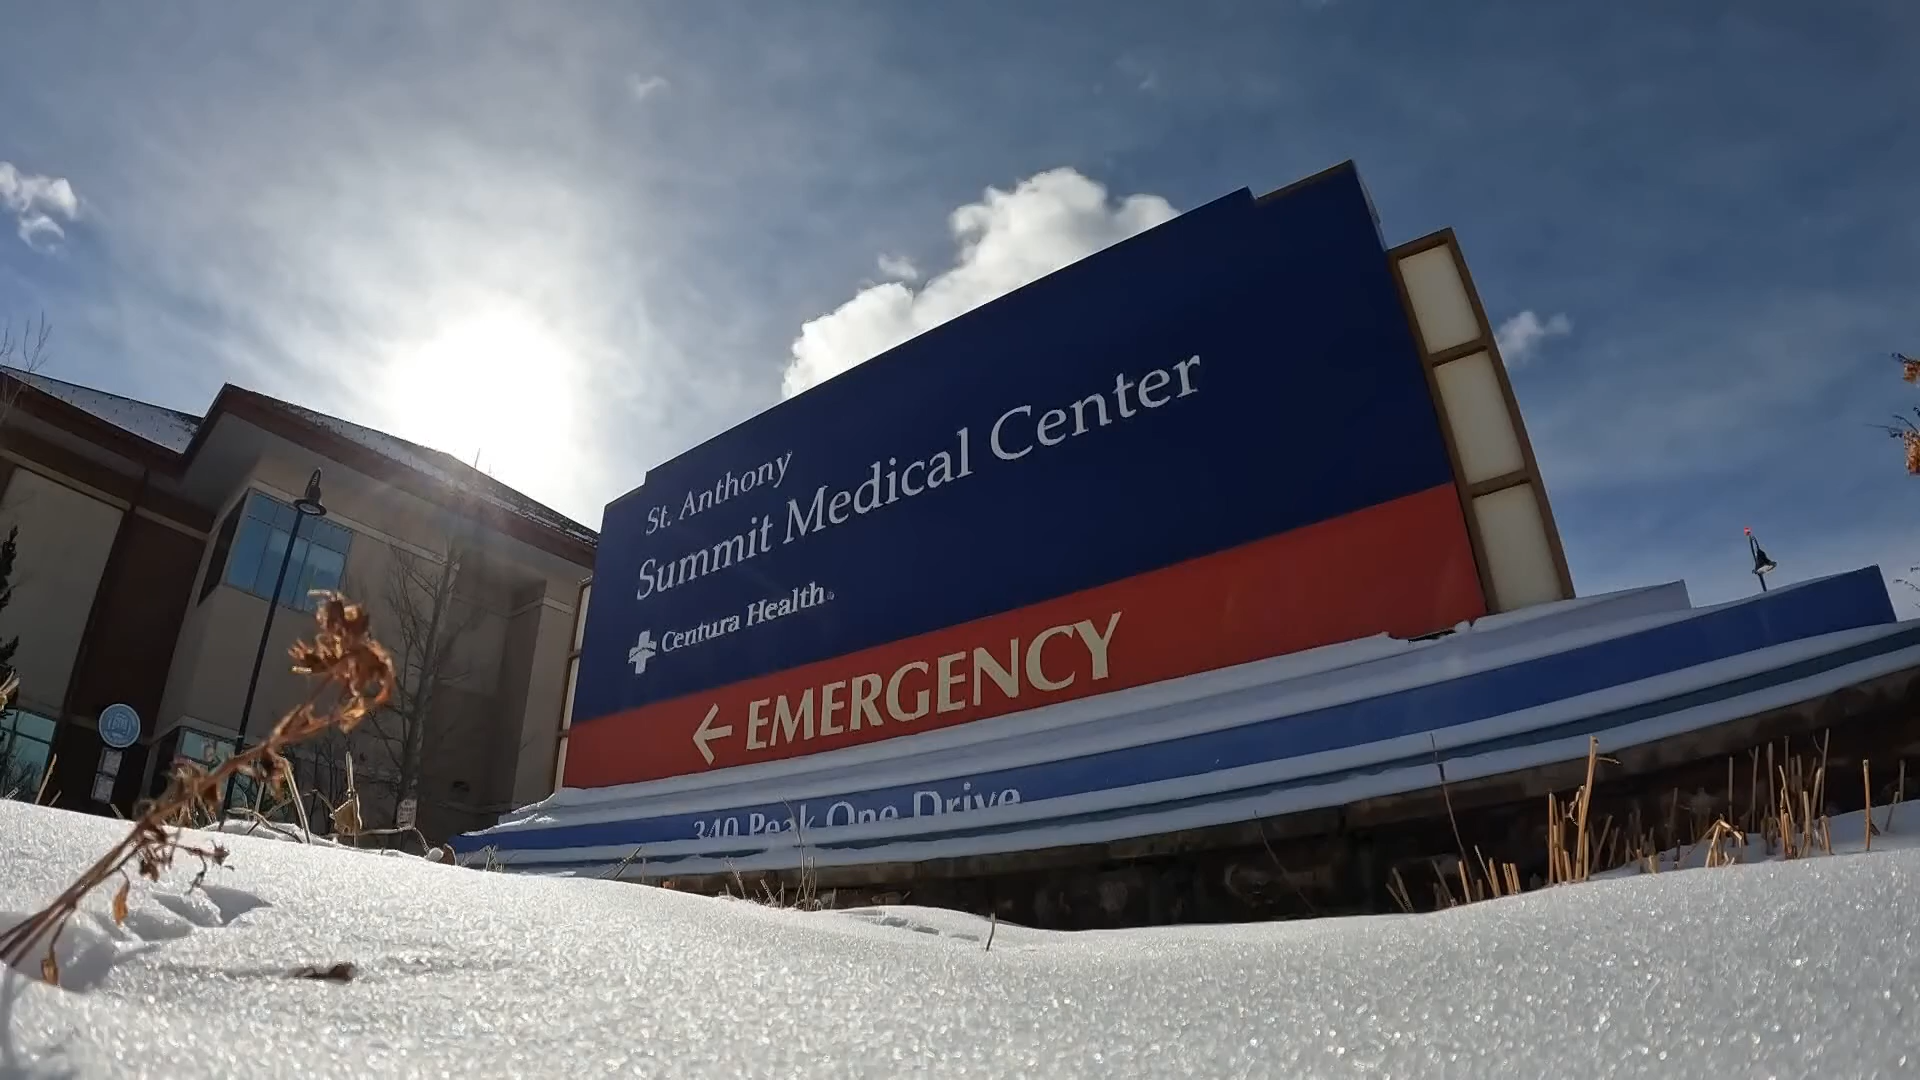 St. Anthony
Summit Medical Center
Centura Health
← EMERGENCY
340 Peak One Drive